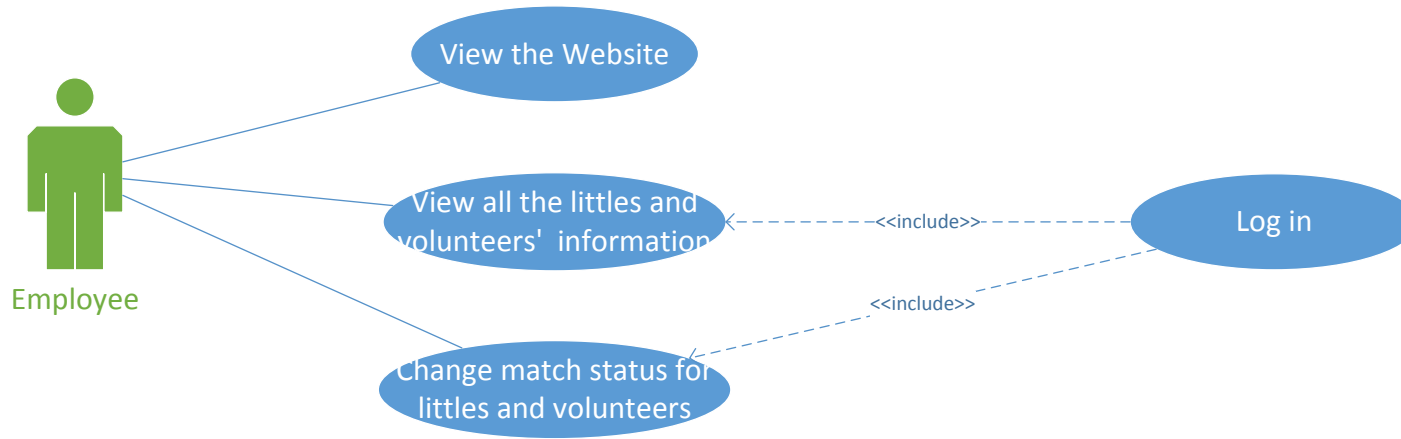 View the Website
View all the littles and
volunteers'  information
<<include>>
Log in
<<include>>
Employee
Change match status for
littles and volunteers